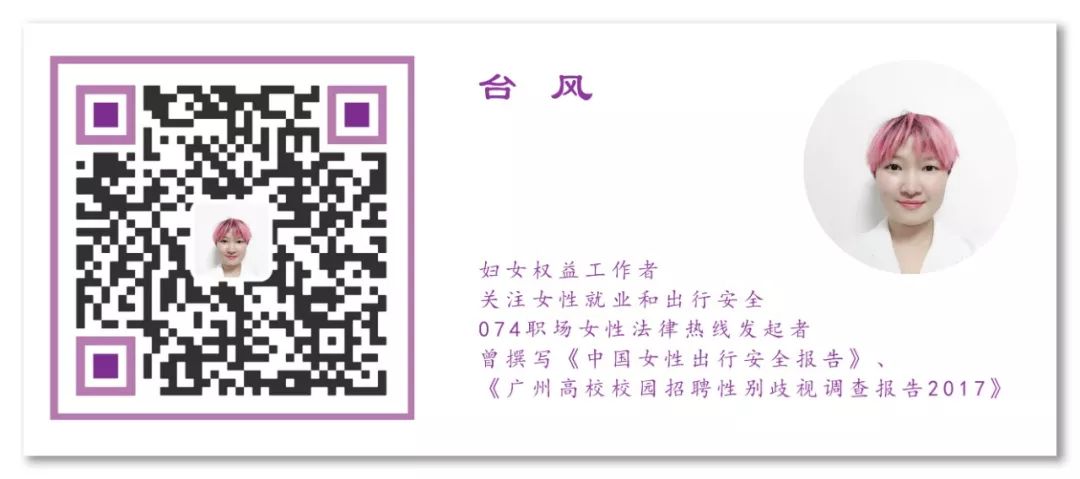 台 风
妇女权益工作者
关注女性就业和出行安全
074职场女性法律热线发起者
曾撰写《中国女性出行安全报告》、
《广州高校校园招聘性别歧视调查报告2017》